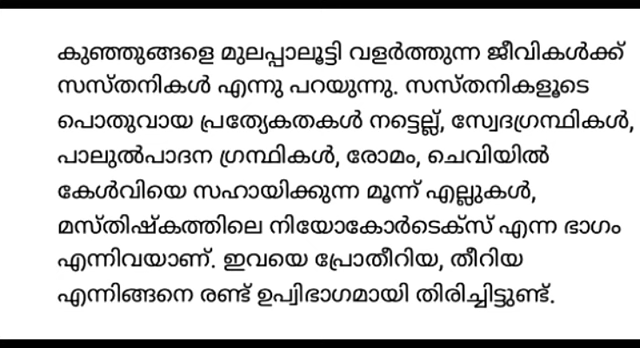 കുഞ്ഞുങ്ങളെ മുലപ്പാലൂട്ടി വളർത്തുന്ന ജീവികൾക്ക്
സസ്തനികൾ എന്നു പറയുന്നു. സസ്തനികളൂടെ
പൊതുവായ പ്രത്യേകതകൾ നട്ടെല്ല്, സ്വേദഗ്രന്ഥികൾ,
പാലുൽപാദന ഗ്രന്ഥികൾ, രോമം, ചെവിയിൽ
കേൾവിയെ സഹായിക്കുന്ന മൂന്ന് എല്ലുകൾ,
മസ്തിഷ്കത്തിലെ നിയോകോർടെക്സ് എന്ന ഭാഗം
എന്നിവയാണ്. ഇവയെ പ്രോതീറിയ, തീറിയ
എന്നിങ്ങനെ രണ്ട് ഉപ്വിഭാഗമായി തിരിച്ചിട്ടുണ്ട്.